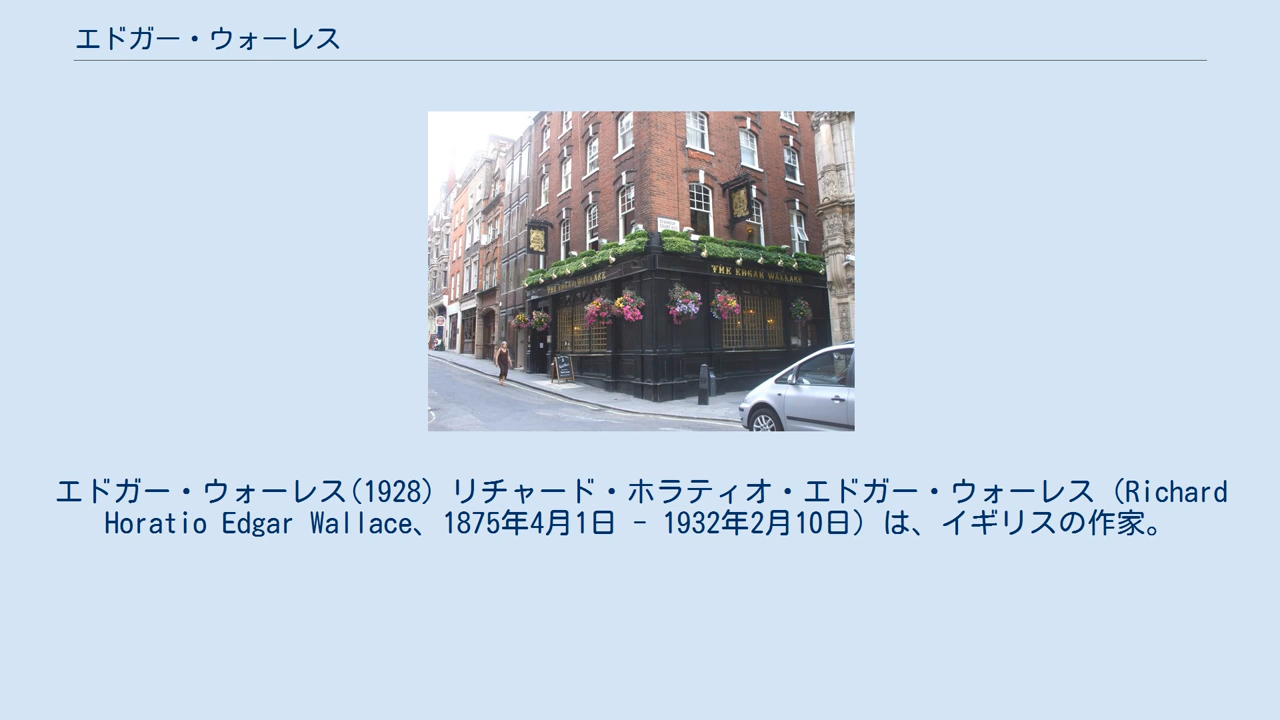 エドガー・ウォーレス
THE EDGAR WALLACE
THE EDGAR WALLACE
エドガー・ウォーレス(1928) リチャード・ホラティオ・エドガー・ウォーレス (Richard
Horatio Edgar Wallace、1875年4月1日 - 1932年2月10日) は、イギリスの作家。